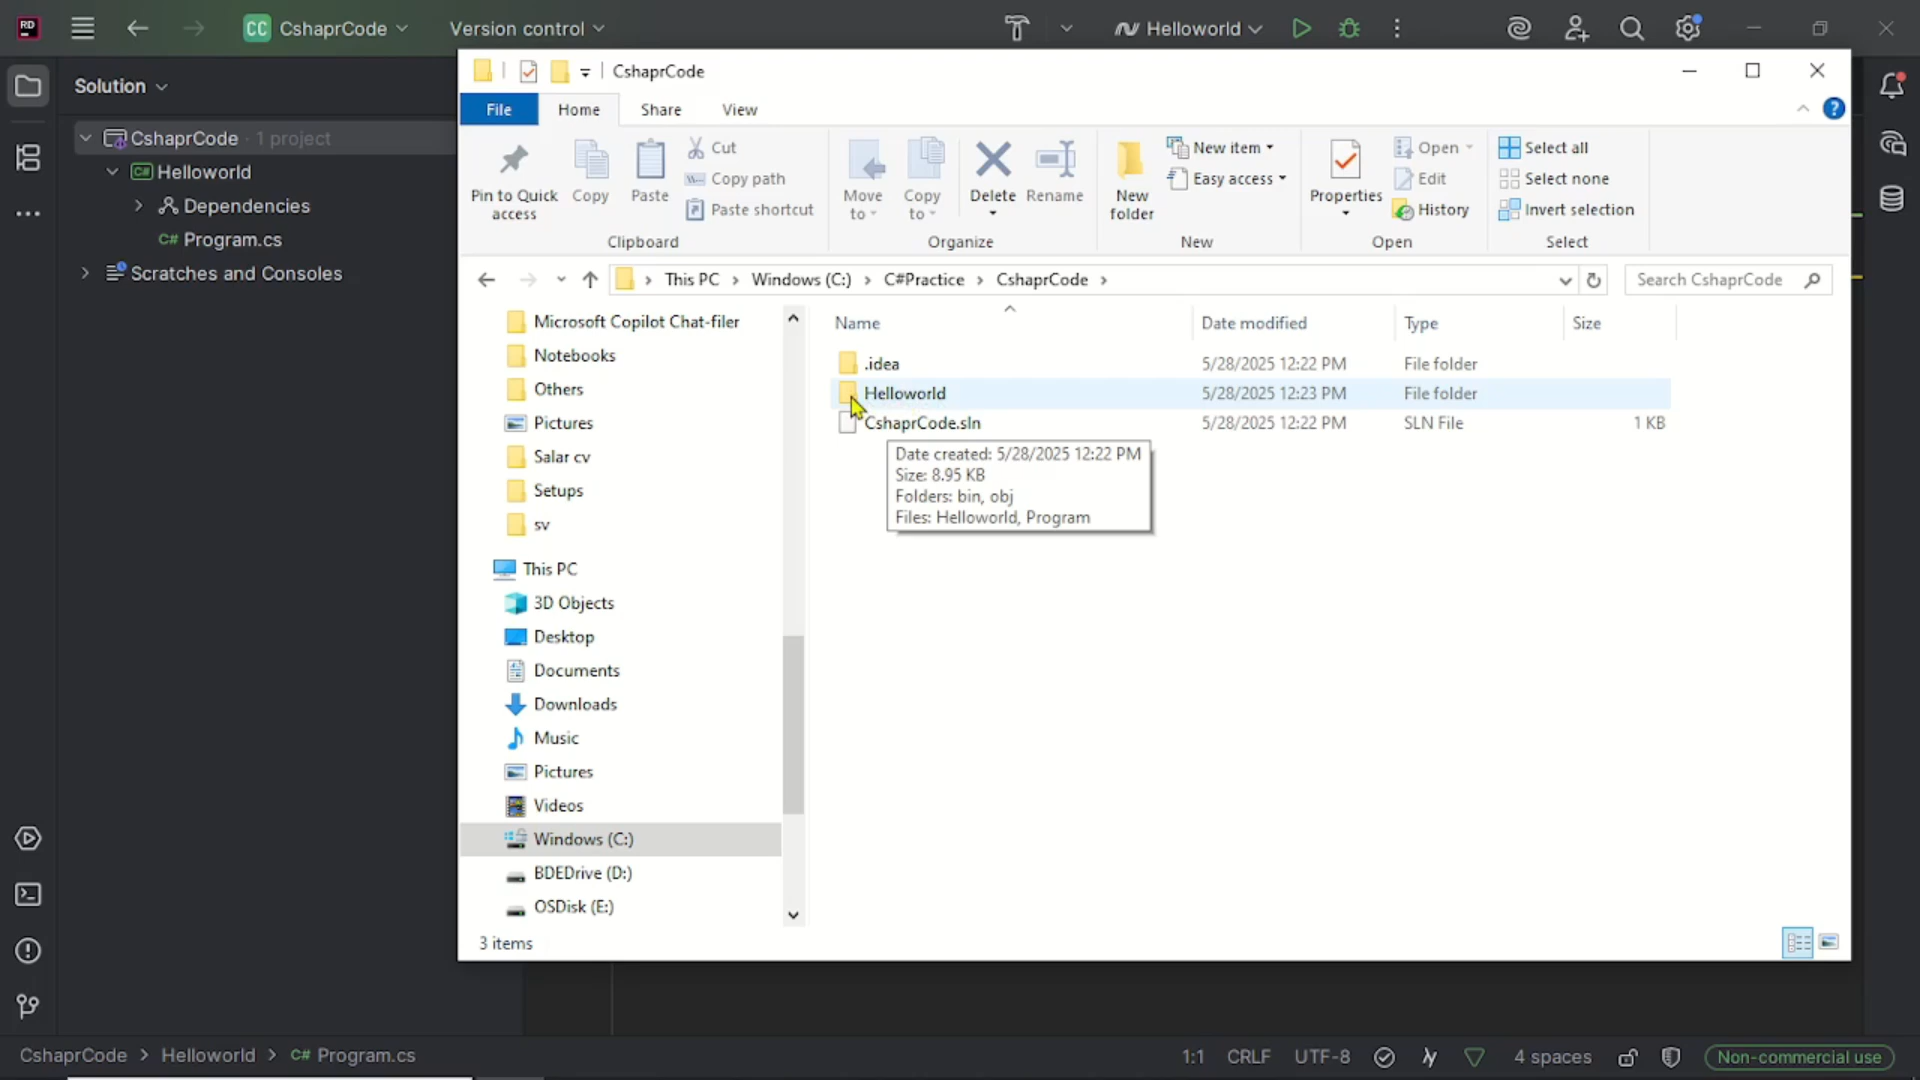 RD
CC CshaprCode
Version control
Helloworld
Solution
CshaprCode · 1 project
C# Helloworld
Dependencies
C# Program.cs
Scratches and Consoles
CshaprCode
File
Home
Share
View
?
Pin to Quick
access
Copy
Paste
Cut
Copy path
Paste shortcut
Clipboard
Move
to
Copy
to
Delete
Rename
Organize
New
folder
New item
Easy access
New
Properties
Open
Edit
History
Open
Select all
Select none
Invert selection
Select
This PC > Windows (C:) > C#Practice > CshaprCode >
Search CshaprCode
Microsoft Copilot Chat-filer
Notebooks
Others
Pictures
Salar cv
Setups
sv
This PC
3D Objects
Desktop
Documents
Downloads
Music
Pictures
Videos
Windows (C:)
BDEDrive (D:)
OSDisk (E:)
Name Date modified Type Size
.idea 5/28/2025 12:22 PM File folder
Helloworld 5/28/2025 12:23 PM File folder
CshaprCode.sln 5/28/2025 12:22 PM SLN File 1 KB
Date created: 5/28/2025 12:22 PM
Size: 8.95 KB
Folders: bin, obj
Files: Helloworld, Program
3 items
CshaprCode > Helloworld > C# Program.cs
1:1 CRLF UTF-8 4 spaces Non-commercial use